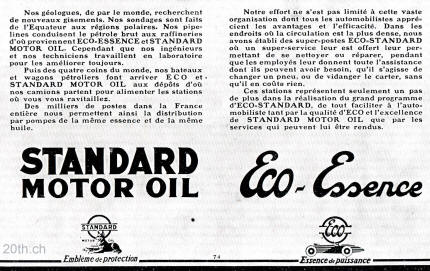 Nos géologues, de par le monde, recherchent
de nouveaux gisements. Nos sondages sont faits
de l'Equateur aux régions polaires. Nos pipe-
lines conduisent le pétrole brut aux raffineries
d'où proviennent ECO-ESSENCE et STANDARD
MOTOR OIL. Cependant que nos ingénieurs
et nos techniciens travaillent en laboratoire
pour les améliorer toujours.
Puis des quatre coins du monde, nos bateaux
et wagons pétroliers font arriver ECO et
STANDARD MOTOR OIL aux dépôts d'où
nos camions partent pour alimenter les stations
où vous vous ravitaillez.
Des milliers de postes dans la France
entière nous permettent ainsi la distribution
par pompes de la même essence et de la même
huile.
STANDARD
MOTOR OIL
STANDARD
MOTOR OIL
Emblème de protection
Notre effort ne s'est pas limité à cette vaste
organisation dont tous les automobilistes appré-
cient les avantages et l'efficacité. Dans les
endroits où la circulation est la plus dense, nous
avons établi des super-postes ECO-STANDARD
où un super-service leur est offert leur per-
mettant de se nettoyer ou réparer, pendant
que les employés leur donnent toute l'assistance
dont ils peuvent avoir besoin, qu'il s'agisse de
changer un pneu, ou de vidanger le carter, sans
qu'il en coûte rien.
Ces stations représentent seulement un pas
de plus dans la réalisation du grand programme
d'ECO-STANDARD, de tout faciliter à l'auto-
mobiliste tant par la qualité d'ECO et l'excellence
de STANDARD MOTOR OIL que par les
services qui peuvent lui être rendus.
Eco-Essence
Eco
Essence de puissance
74
20th.ch